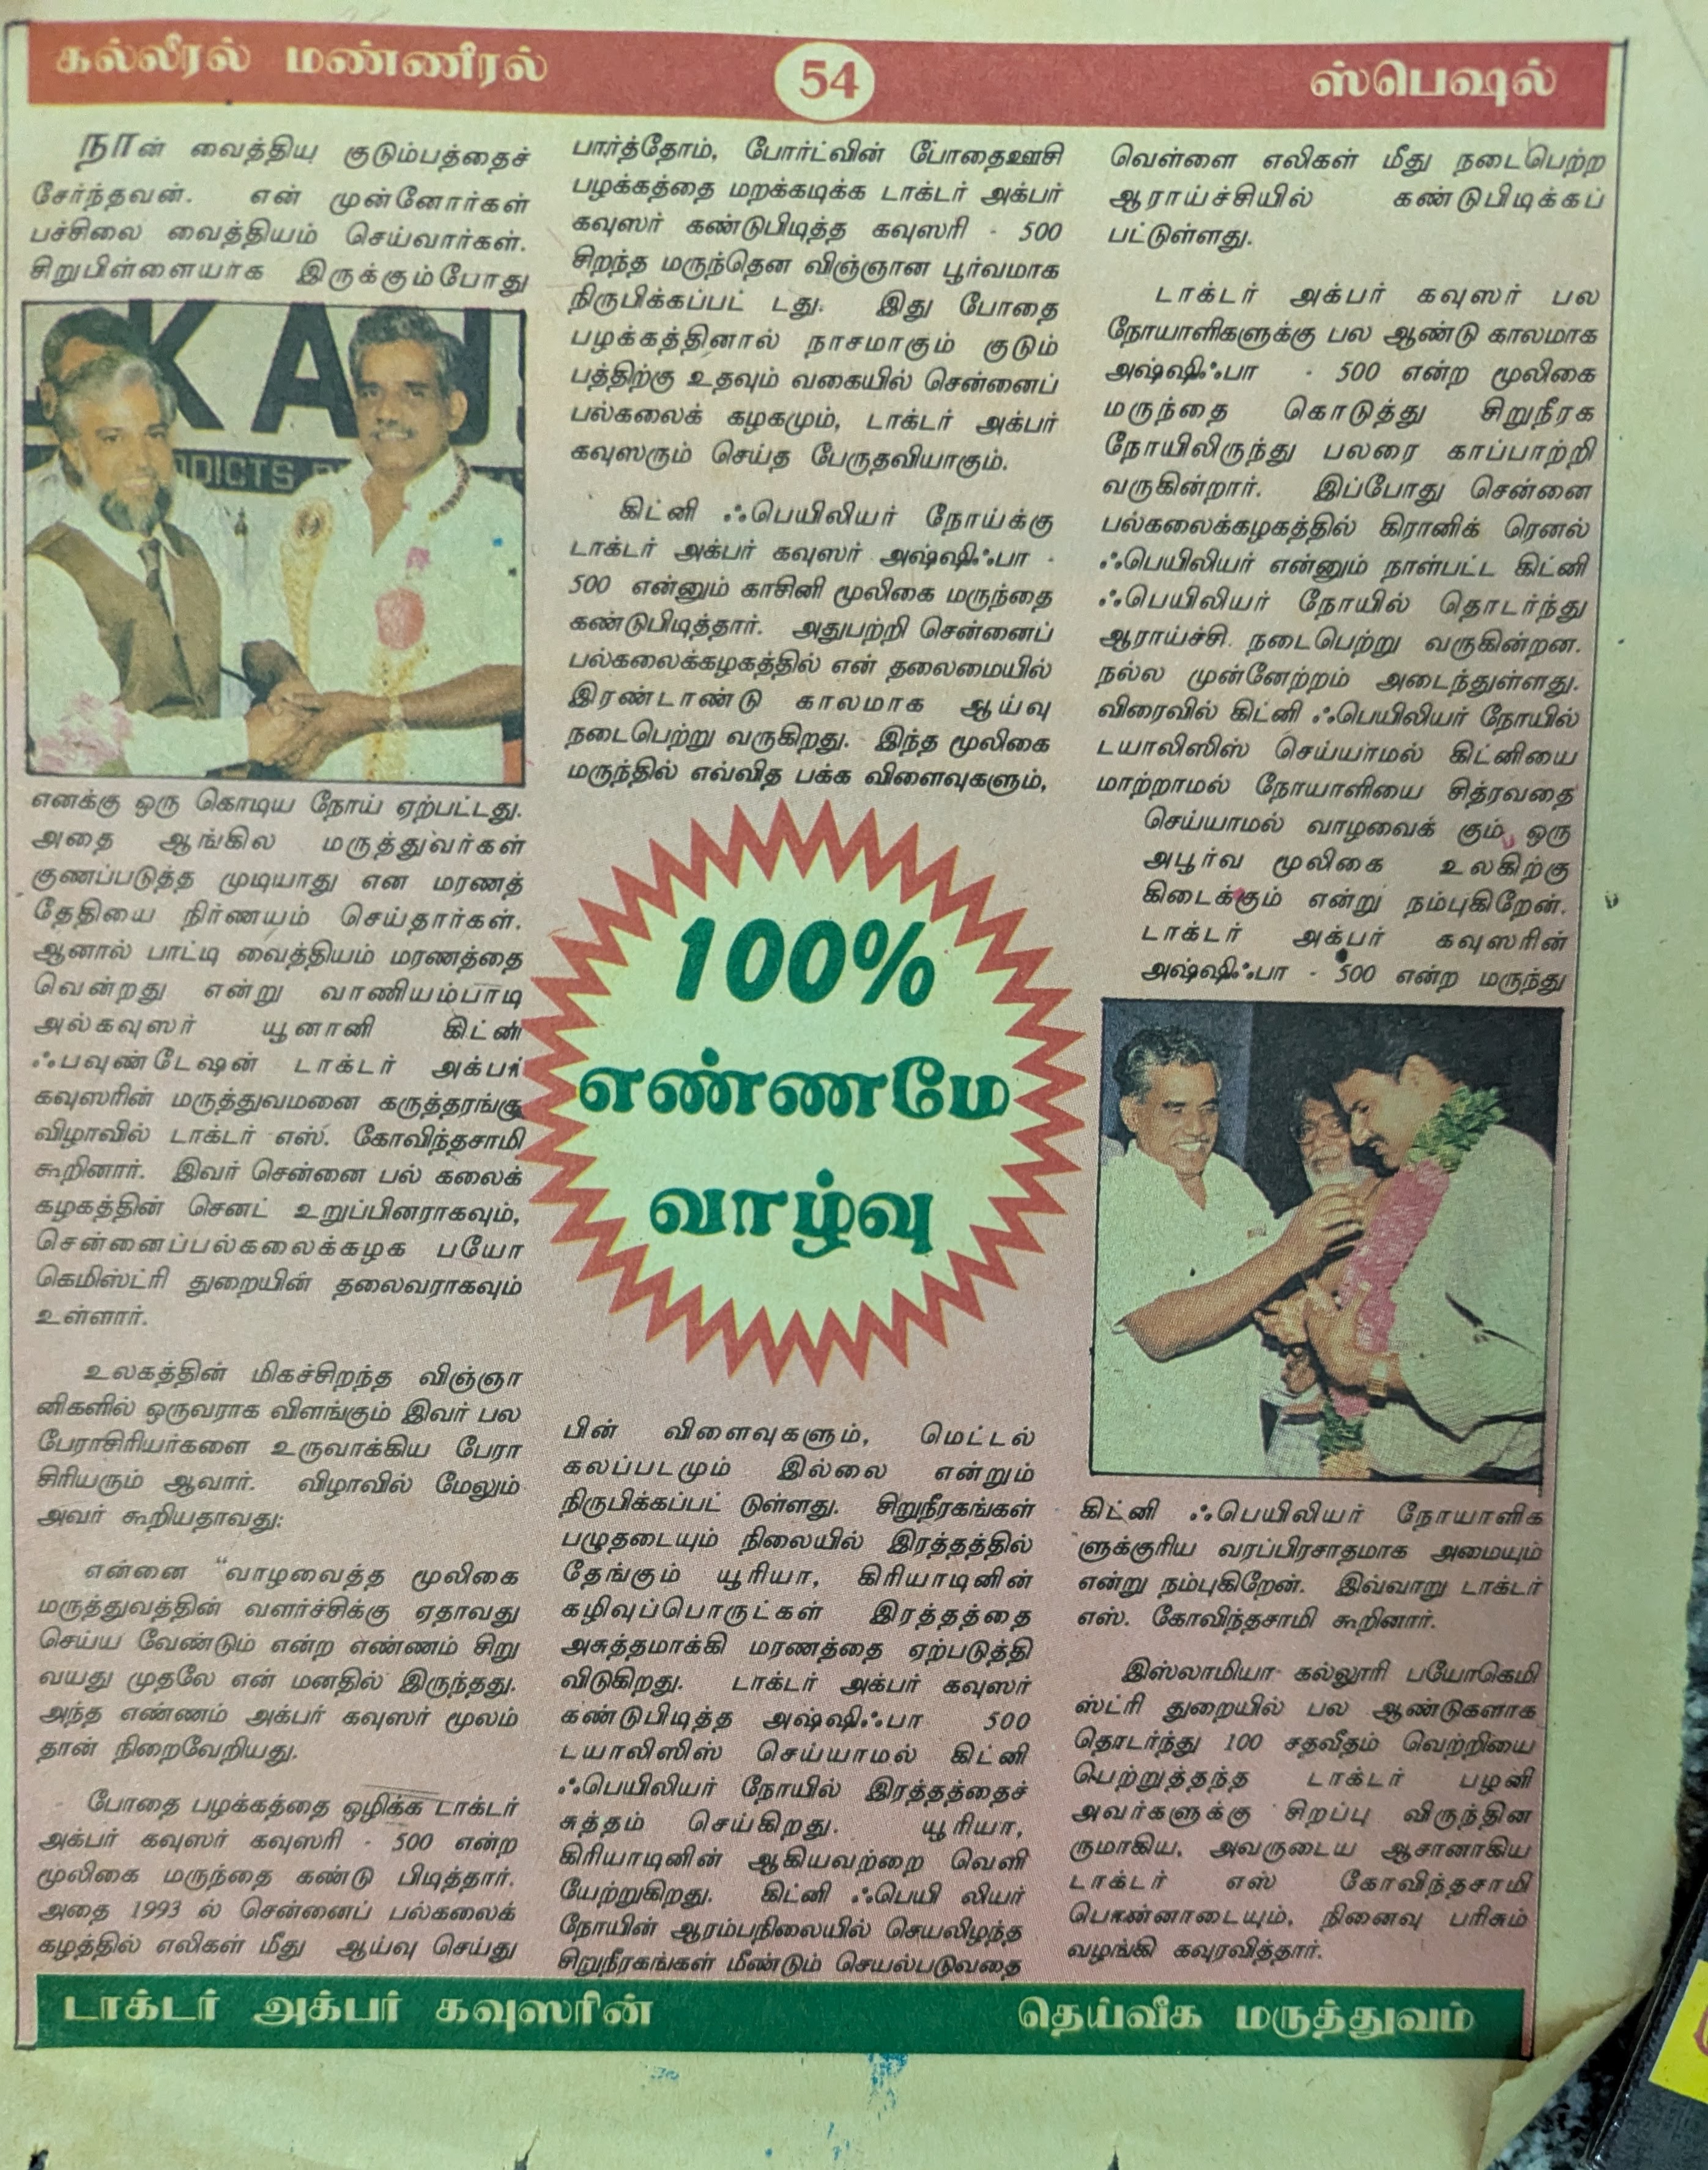 கல்லீரல் மண்ணீரல்
54
ஸ்பெஷல்
நான் வைத்திய குடும்பத்தைச்
சேர்ந்தவன். என் முன்னோர்கள்
பச்சிலை வைத்தியம் செய்வார்கள்.
சிறுபிள்ளையாக இருக்கும்போது
எனக்கு ஒரு கொடிய நோய் ஏற்பட்டது.
அதை ஆங்கில மருத்துவர்கள்
குணப்படுத்த முடியாது என மரணத்
தேதியை நிர்ணயம் செய்தார்கள்.
ஆனால் பாட்டி வைத்தியம் மரணத்தை
வென்றது என்று வாணியம்பாடி
அல்கவுஸர் யூனானி கிட்னி
ஃபவுண்டேஷன் டாக்டர் அக்பர்
கவுஸரின் மருத்துவமனை கருத்தரங்கு
விழாவில் டாக்டர் எஸ். கோவிந்தசாமி
கூறினார். இவர் சென்னை பல் கலைக்
கழகத்தின் செனட் உறுப்பினராகவும்,
சென்னைப்பல்கலைக்கழக பயோ
கெமிஸ்ட்ரி துறையின் தலைவராகவும்
உள்ளார்.
உலகத்தின் மிகச்சிறந்த விஞ்ஞா
னிகளில் ஒருவராக விளங்கும் இவர் பல
பேராசிரியர்களை உருவாக்கிய பேரா
சிரியரும் ஆவார். விழாவில் மேலும்
அவர் கூறியதாவது:
என்னை "வாழவைத்த மூலிகை
மருத்துவத்தின் வளர்ச்சிக்கு ஏதாவது
செய்ய வேண்டும் என்ற எண்ணம் சிறு
வயது முதலே என் மனதில் இருந்தது.
அந்த எண்ணம் அக்பர் கவுஸர் மூலம்
தான் நிறைவேறியது.
போதை பழக்கத்தை ஒழிக்க டாக்டர்
அக்பர் கவுஸர் கவுஸரி - 500 என்ற
மூலிகை மருந்தை கண்டு பிடித்தார்.
அதை 1993 ல் சென்னைப் பல்கலைக்
கழத்தில் எலிகள் மீது ஆய்வு செய்து
பார்த்தோம், போர்ட்வின் போதைஊசி
பழக்கத்தை மறக்கடிக்க டாக்டர் அக்பர்
கவுஸர் கண்டுபிடித்த கவுஸரி - 500
சிறந்த மருந்தென விஞ்ஞான பூர்வமாக
நிருபிக்கப்பட் டது. இது போதை
பழக்கத்தினால் நாசமாகும் குடும்
பத்திற்கு உதவும் வகையில் சென்னைப்
பல்கலைக் கழகமும், டாக்டர் அக்பர்
கவுஸரும் செய்த பேருதவியாகும்.
கிட்னி ஃபெயிலியர் நோய்க்கு
டாக்டர் அக்பர் கவுஸர் அஷ்ஷிஃபா -
500 என்னும் காசினி மூலிகை மருந்தை
கண்டுபிடித்தார். அதுபற்றி சென்னைப்
பல்கலைக்கழகத்தில் என் தலைமையில்
இரண்டாண்டு காலமாக ஆய்வு
நடைபெற்று வருகிறது. இந்த மூலிகை
மருந்தில் எவ்வித பக்க விளைவுகளும்,
100%
எண்ணமே
வாழ்வு
பின் விளைவுகளும், மெட்டல்
கலப்படமும் இல்லை என்றும்
நிருபிக்கப்பட் டுள்ளது. சிறுநீரகங்கள்
பழுதடையும் நிலையில் இரத்தத்தில்
தேங்கும் யூரியா, கிரியாடினின்
கழிவுப்பொருட்கள் இரத்தத்தை
அசுத்தமாக்கி மரணத்தை ஏற்படுத்தி
விடுகிறது. டாக்டர் அக்பர் கவுஸர்
கண்டுபிடித்த அஷ்ஷிஃபா 500
டயாலிஸிஸ் செய்யாமல் கிட்னி
ஃபெயிலியர் நோயில் இரத்தத்தைச்
சுத்தம் செய்கிறது. யூரியா,
கிரியாடினின் ஆகியவற்றை வெளி
யேற்றுகிறது. கிட்னி ஃபெயி லியர்
நோயின் ஆரம்பநிலையில் செயலிழந்த
சிறுநீரகங்கள் மீண்டும் செயல்படுவதை
வெள்ளை எலிகள் மீது நடைபெற்ற
ஆராய்ச்சியில் கண்டுபிடிக்கப்
பட்டுள்ளது.
டாக்டர் அக்பர் கவுஸர் பல
நோயாளிகளுக்கு பல ஆண்டு காலமாக
அஷ்ஷிஃபா - 500 என்ற மூலிகை
மருந்தை கொடுத்து சிறுநீரக
நோயிலிருந்து பலரை காப்பாற்றி
வருகின்றார். இப்போது சென்னை
பல்கலைக்கழகத்தில் கிரானிக் ரெனல்
ஃபெயிலியர் என்னும் நாள்பட்ட கிட்னி
ஃபெயிலியர் நோயில் தொடர்ந்து
ஆராய்ச்சி நடைபெற்று வருகின்றன.
நல்ல முன்னேற்றம் அடைந்துள்ளது.
விரைவில் கிட்னி ஃபெயிலியர் நோயில்
டயாலிஸிஸ் செய்யாமல் கிட்னியை
மாற்றாமல் நோயாளியை சித்ரவதை
செய்யாமல் வாழவைக் கும் ஒரு
அபூர்வ மூலிகை உலகிற்கு
கிடைக்கும் என்று நம்புகிறேன்.
டாக்டர் அக்பர் கவுஸரின்
அஷ்ஷிஃபா - 500 என்ற மருந்து
கிட்னி ஃபெயிலியர் நோயாளிக
ளுக்குரிய வரப்பிரசாதமாக அமையும்
என்று நம்புகிறேன். இவ்வாறு டாக்டர்
எஸ். கோவிந்தசாமி கூறினார்.
இஸ்லாமியா கல்லூரி பயோகெமி
ஸ்ட்ரி துறையில் பல ஆண்டுகளாக
தொடர்ந்து 100 சதவீதம் வெற்றியை
பெற்றுத்தந்த டாக்டர் பழனி
அவர்களுக்கு சிறப்பு விருந்தின
ருமாகிய, அவருடைய ஆசானாகிய
டாக்டர் எஸ் கோவிந்தசாமி
பொன்னாடையும், நினைவு பரிசும்
வழங்கி கவுரவித்தார்.
டாக்டர் அக்பர் கவுஸரின்
தெய்வீக மருத்துவம்